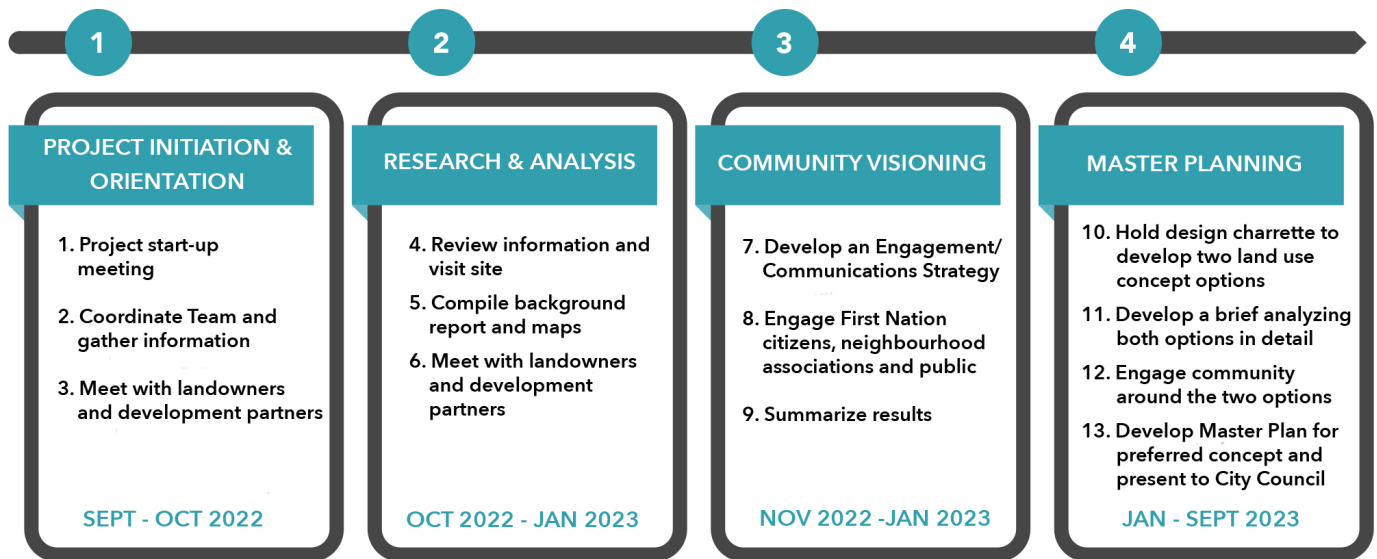 1
2
3
4
PROJECT INITIATION &
ORIENTATION
1. Project start-up
meeting
2. Coordinate Team and
gather information
3. Meet with landowners
and development partners
SEPT - OCT 2022
RESEARCH & ANALYSIS
4. Review information and
visit site
5. Compile background
report and maps
6. Meet with landowners
and development
partners
OCT 2022 - JAN 2023
COMMUNITY VISIONING
7. Develop an Engagement/
Communications Strategy
8. Engage First Nation
citizens, neighbourhood
associations and public
9. Summarize results
NOV 2022 -JAN 2023
MASTER PLANNING
10. Hold design charrette to
develop two land use
concept options
11. Develop a brief analyzing
both options in detail
12. Engage community
around the two options
13. Develop Master Plan for
preferred concept and
present to City Council
JAN - SEPT 2023